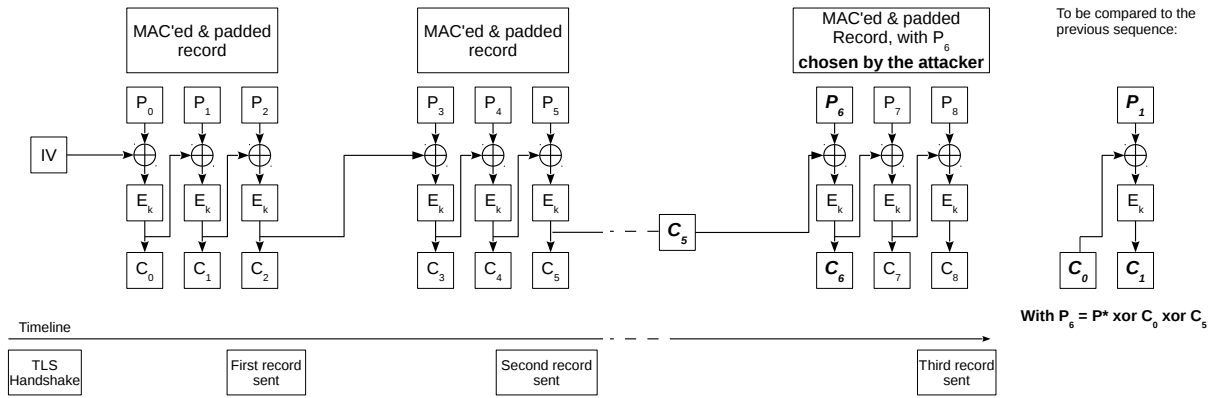 MAC'ed & padded
record
MAC'ed & padded
record
MAC'ed & padded
Record, with P6
chosen by the attacker
To be compared to the
previous sequence:
P0 P1 P2 P3 P4 P5 P6 P7 P8 P1
IV
Ek Ek Ek Ek Ek Ek Ek Ek Ek Ek
C5
C0 C1 C2 C3 C4 C5 C6 C7 C8 C0 C1
With P6 = P* xor C0 xor C5
Timeline
TLS
Handshake
First record
sent
Second record
sent
Third record
sent